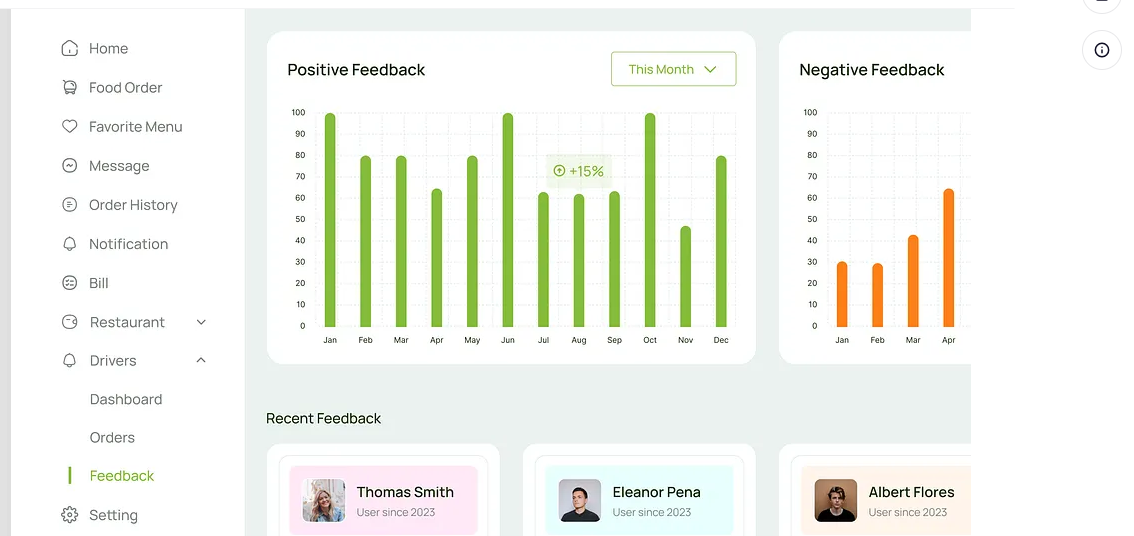 Home
Food Order
Favorite Menu
Message
Order History
Notification
Bill
Restaurant
Drivers
Dashboard
Orders
Feedback
Setting
Positive Feedback
This Month
100
90
80
70
60
50
40
30
20
10
0
+15%
Jan Feb Mar Apr May Jun Jul Aug Sep Oct Nov Dec
Negative Feedback
100
90
80
70
60
50
40
30
20
10
0
Jan Feb Mar Apr
Recent Feedback
Thomas Smith
User since 2023
Eleanor Pena
User since 2023
Albert Flores
User since 2023